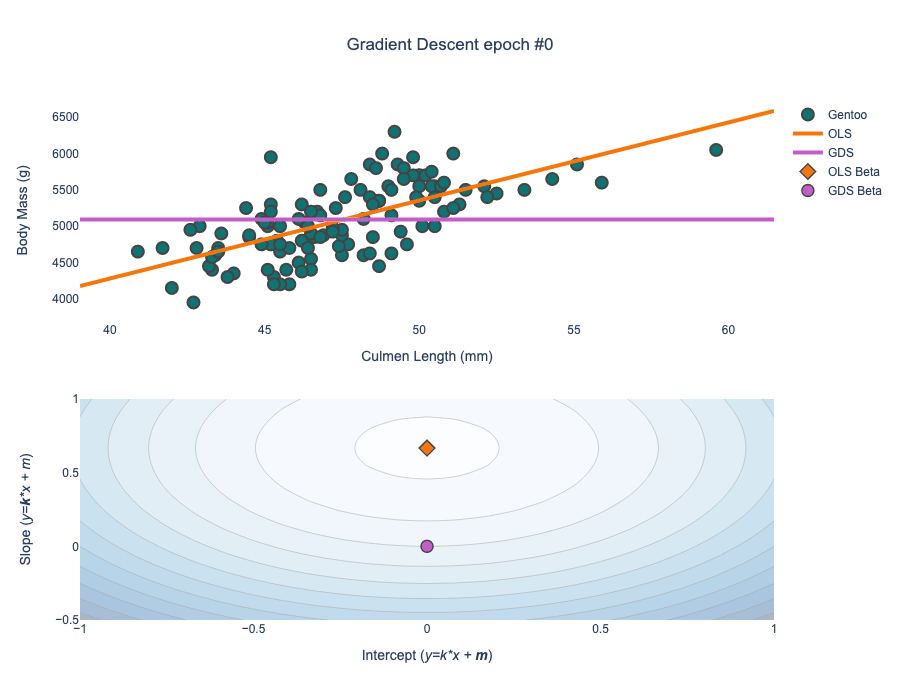 Gradient Descent epoch #0
6500
6000
5500
5000
4500
4000
Body Mass (g)
40 45 50 55 60
Culmen Length (mm)
Gentoo
OLS
GDS
OLS Beta
GDS Beta
1
0.5
0
−0.5
Slope (y=k*x + m)
−1 −0.5 0 0.5 1
Intercept (y=k*x + m)